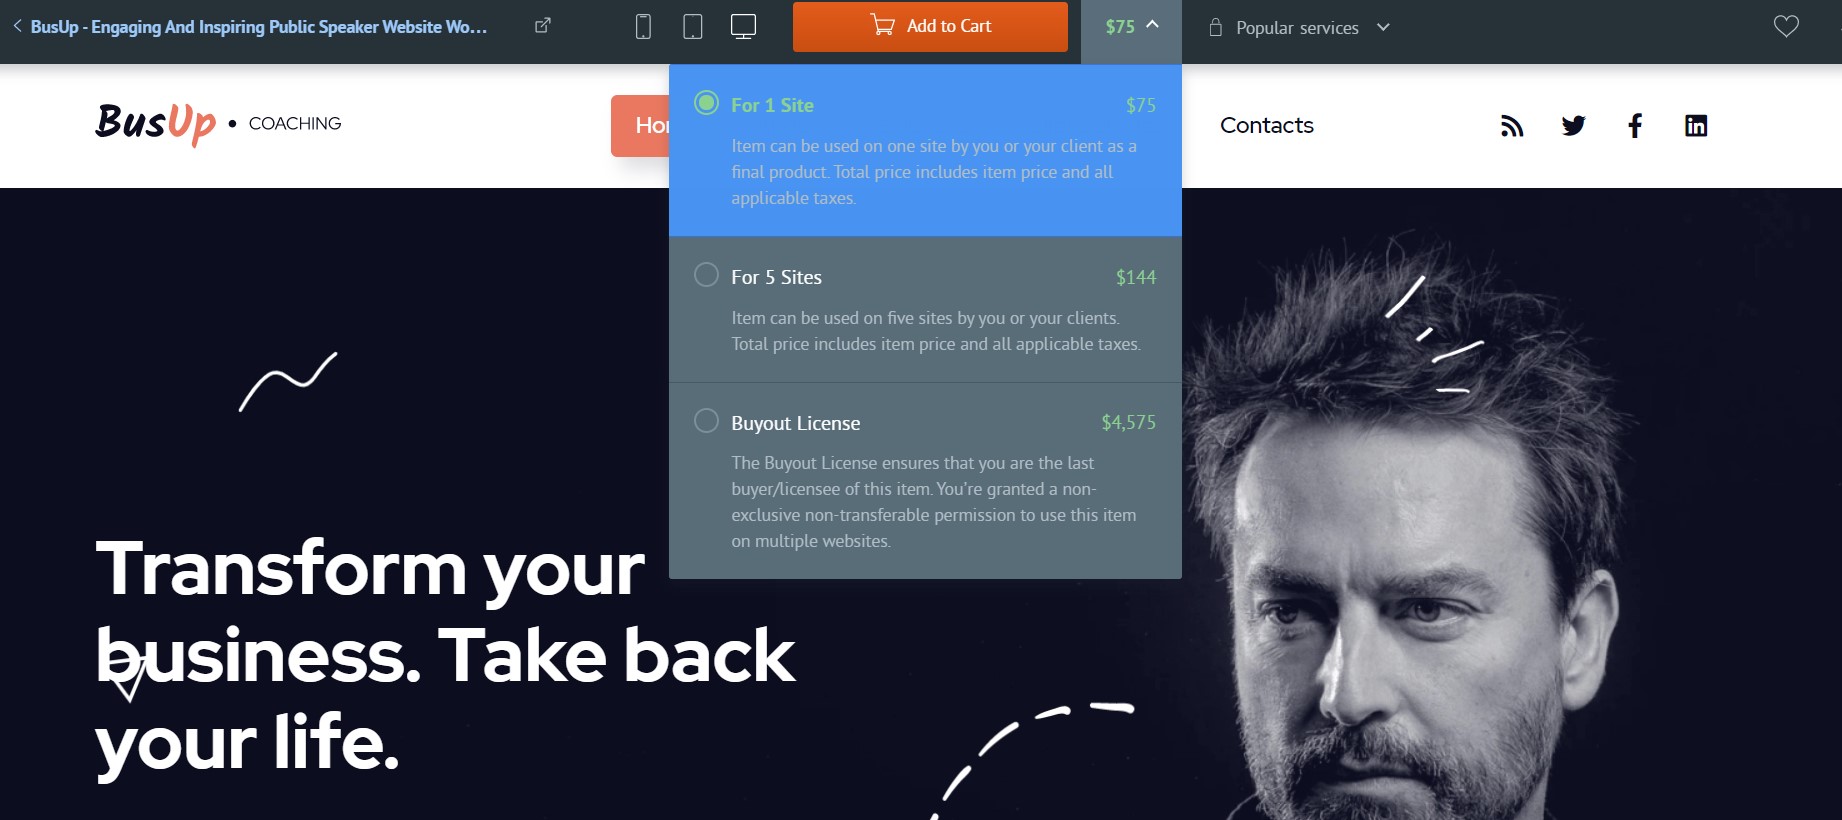 BusUp - Engaging And Inspiring Public Speaker Website Wo...
Add to Cart
$75
Popular services
BusUp • COACHING
Contacts
For 1 Site $75
Item can be used on one site by you or your client as a
final product. Total price includes item price and all
applicable taxes.
For 5 Sites $144
Item can be used on five sites by you or your clients.
Total price includes item price and all applicable taxes.
Buyout License $4,575
The Buyout License ensures that you are the last
buyer/licensee of this item. You're granted a non-
exclusive non-transferable permission to use this item
on multiple websites.
Transform your
business. Take back
your life.